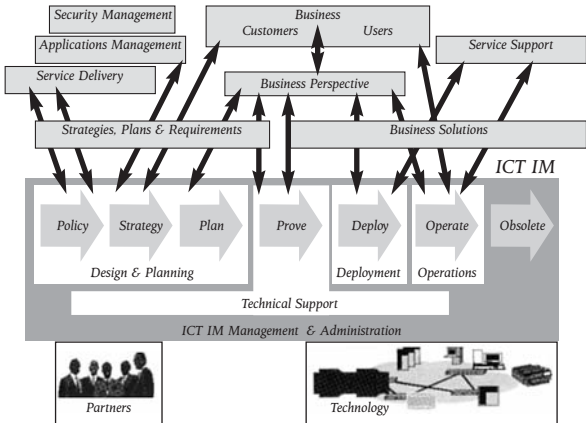 Security Management
Business
Customers Users
Applications Management
Service Support
Service Delivery
Business Perspective
Strategies, Plans & Requirements
Business Solutions
ICT IM
Policy
Strategy
Plan
Prove
Deploy
Operate
Obsolete
Design & Planning
Deployment
Operations
Technical Support
ICT IM Management & Administration
Partners
Technology